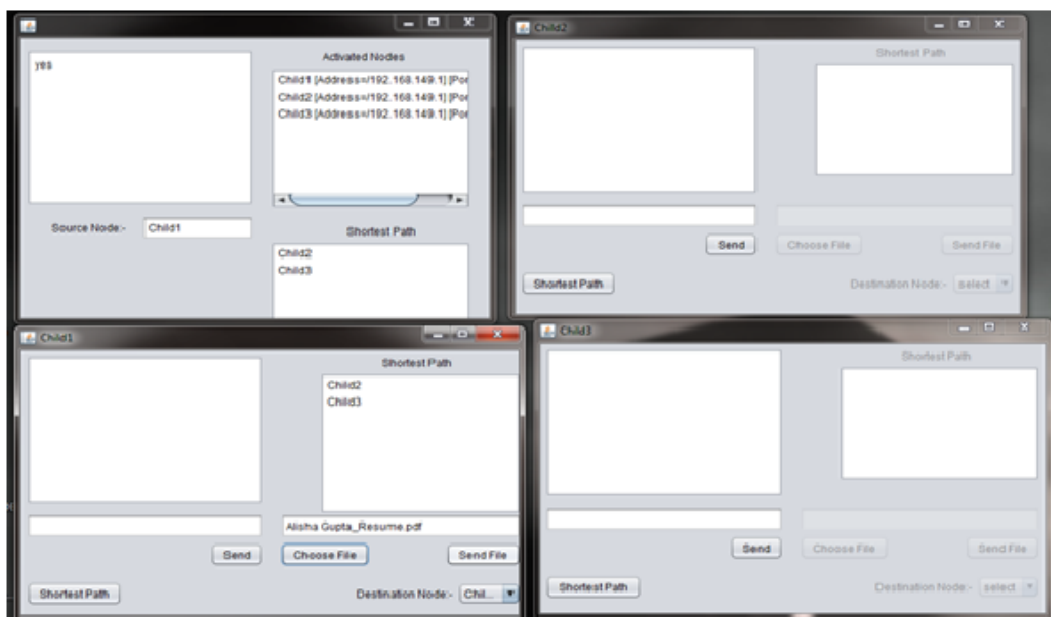 yes
Activated Nodes
Child1 [Address=/192.168.149.1] [Por
Child2 [Address=/192.168.149.1] [Por
Child3 [Address=/192.168.149.1] [Por
Source Node:- Child1
Shortest Path
Child2
Child3
Child2
Shortest Path
Send Choose File Send File
Shortest Path Destination Node:- select
Child1
Shortest Path
Child2
Child3
Alisha Gupta_Resume.pdf
Send Choose File Send File
Shortest Path Destination Node:- Chil...
Child3
Shortest Path
Send Choose File Send File
Shortest Path Destination Node:- select